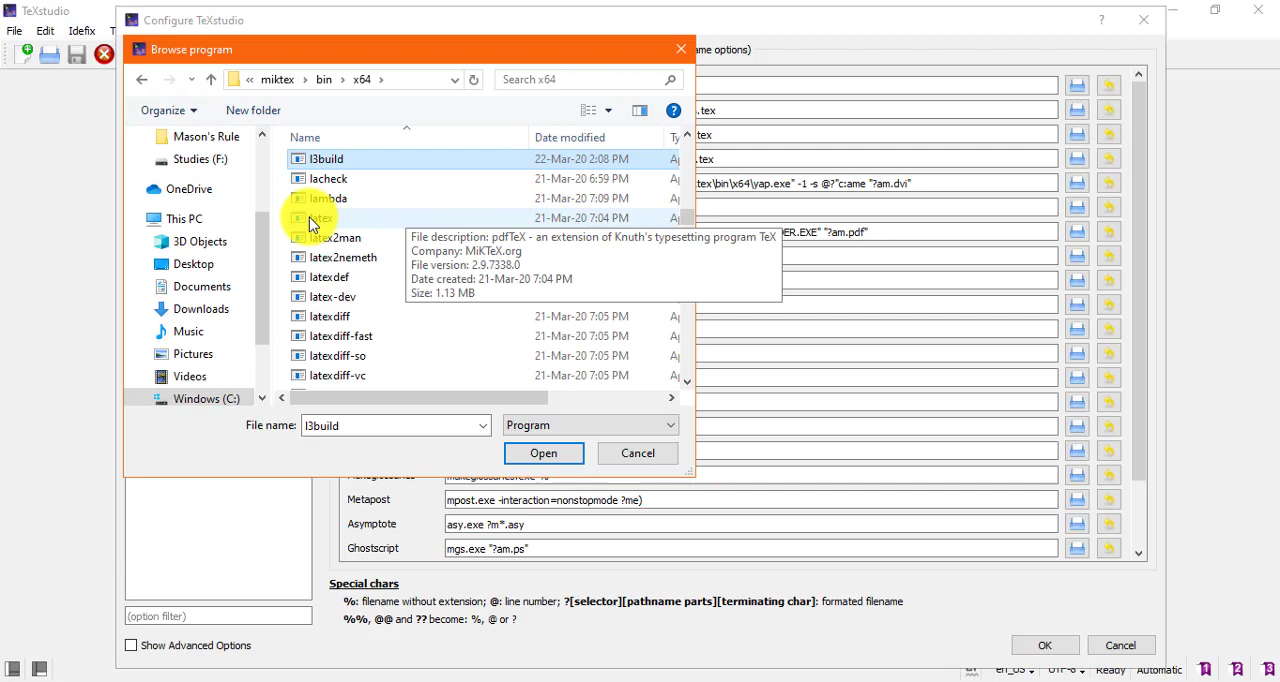 TeXstudio
File Edit Idefix
Configure TeXstudio
?
Browse program
ame options)
miktex bin x64
Search x64
.tex
Organize New folder
tex
Mason's Rule
Name Date modified Ty
l3build 22-Mar-20 2:08 PM
.tex
Studies (F:)
lacheck 21-Mar-20 6:59 PM
tex\bin\x64\yap.exe" -1 -s @?"c:ame "?am.dvi"
OneDrive
lambda 21-Mar-20 7:09 PM
This PC
latex 21-Mar-20 7:04 PM
DER.EXE" "?am.pdf"
3D Objects
latex2man
File description: pdfTeX - an extension of Knuth's typesetting program TeX
Company: MiKTeX.org
File version: 2.9.7338.0
Date created: 21-Mar-20 7:04 PM
Size: 1.13 MB
Desktop
latex2nemeth
latexdef
Documents
latex-dev
Downloads
latexdiff 21-Mar-20 7:05 PM
Music
latexdiff-fast 21-Mar-20 7:05 PM
Pictures
latexdiff-so 21-Mar-20 7:05 PM
Videos
latexdiff-vc 21-Mar-20 7:05 PM
Windows (C:)
File name: l3build Program
Open Cancel
Metapost mpost.exe -interaction=nonstopmode ?me)
Asymptote asy.exe ?m*.asy
Ghostscript mgs.exe "?am.ps"
Special chars
%: filename without extension; @: line number; ?[selector][pathname parts][terminating char]: formated filename
%%, @@ and ?? become: %, @ or ?
(option filter)
Show Advanced Options
OK Cancel
en_US UTF-8 Ready Automatic 1 2 3